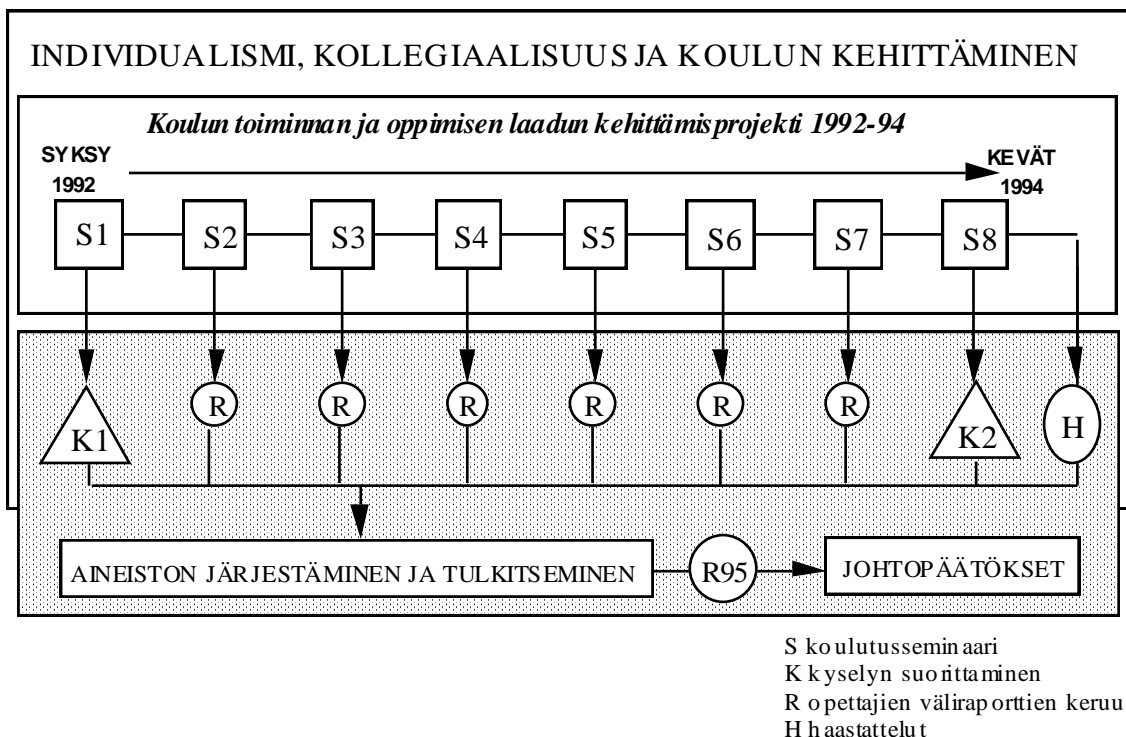 INDIVIDUALISMI, KOLLEGIAALISUUS JA KOULUN KEHITTÄMINEN
Koulun toiminnan ja oppimisen laadun kehittämisprojekti 1992-94
SYKSY
1992
KEVÄT
1994
S1 S2 S3 S4 S5 S6 S7 S8
K1 R R R R R R K2 H
AINEISTON JÄRJESTÄMINEN JA TULKITSEMINEN R95 JOHTOPÄÄTÖKSET
S koulutusseminaari
K kyselyn suorittaminen
R opettajien väliraporttien keruu
H haastattelut